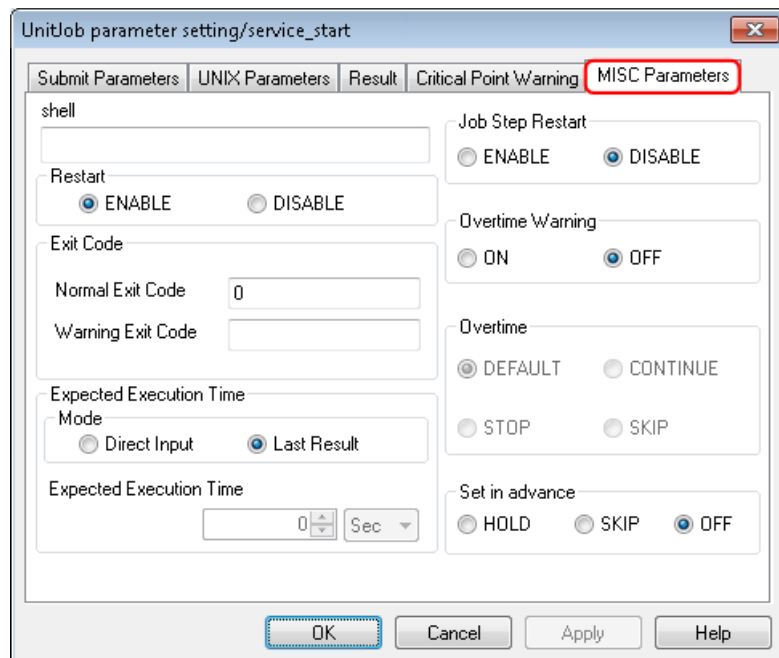 UnitJob parameter setting/service_start
Submit Parameters UNIX Parameters Result Critical Point Warning MISC Parameters
shell
Restart
ENABLE DISABLE
Exit Code
Normal Exit Code 0
Warning Exit Code
Expected Execution Time
Mode
Direct Input Last Result
Expected Execution Time
0 Sec
Job Step Restart
ENABLE DISABLE
Overtime Warning
ON OFF
Overtime
DEFAULT CONTINUE
STOP SKIP
Set in advance
HOLD SKIP OFF
OK Cancel Apply Help